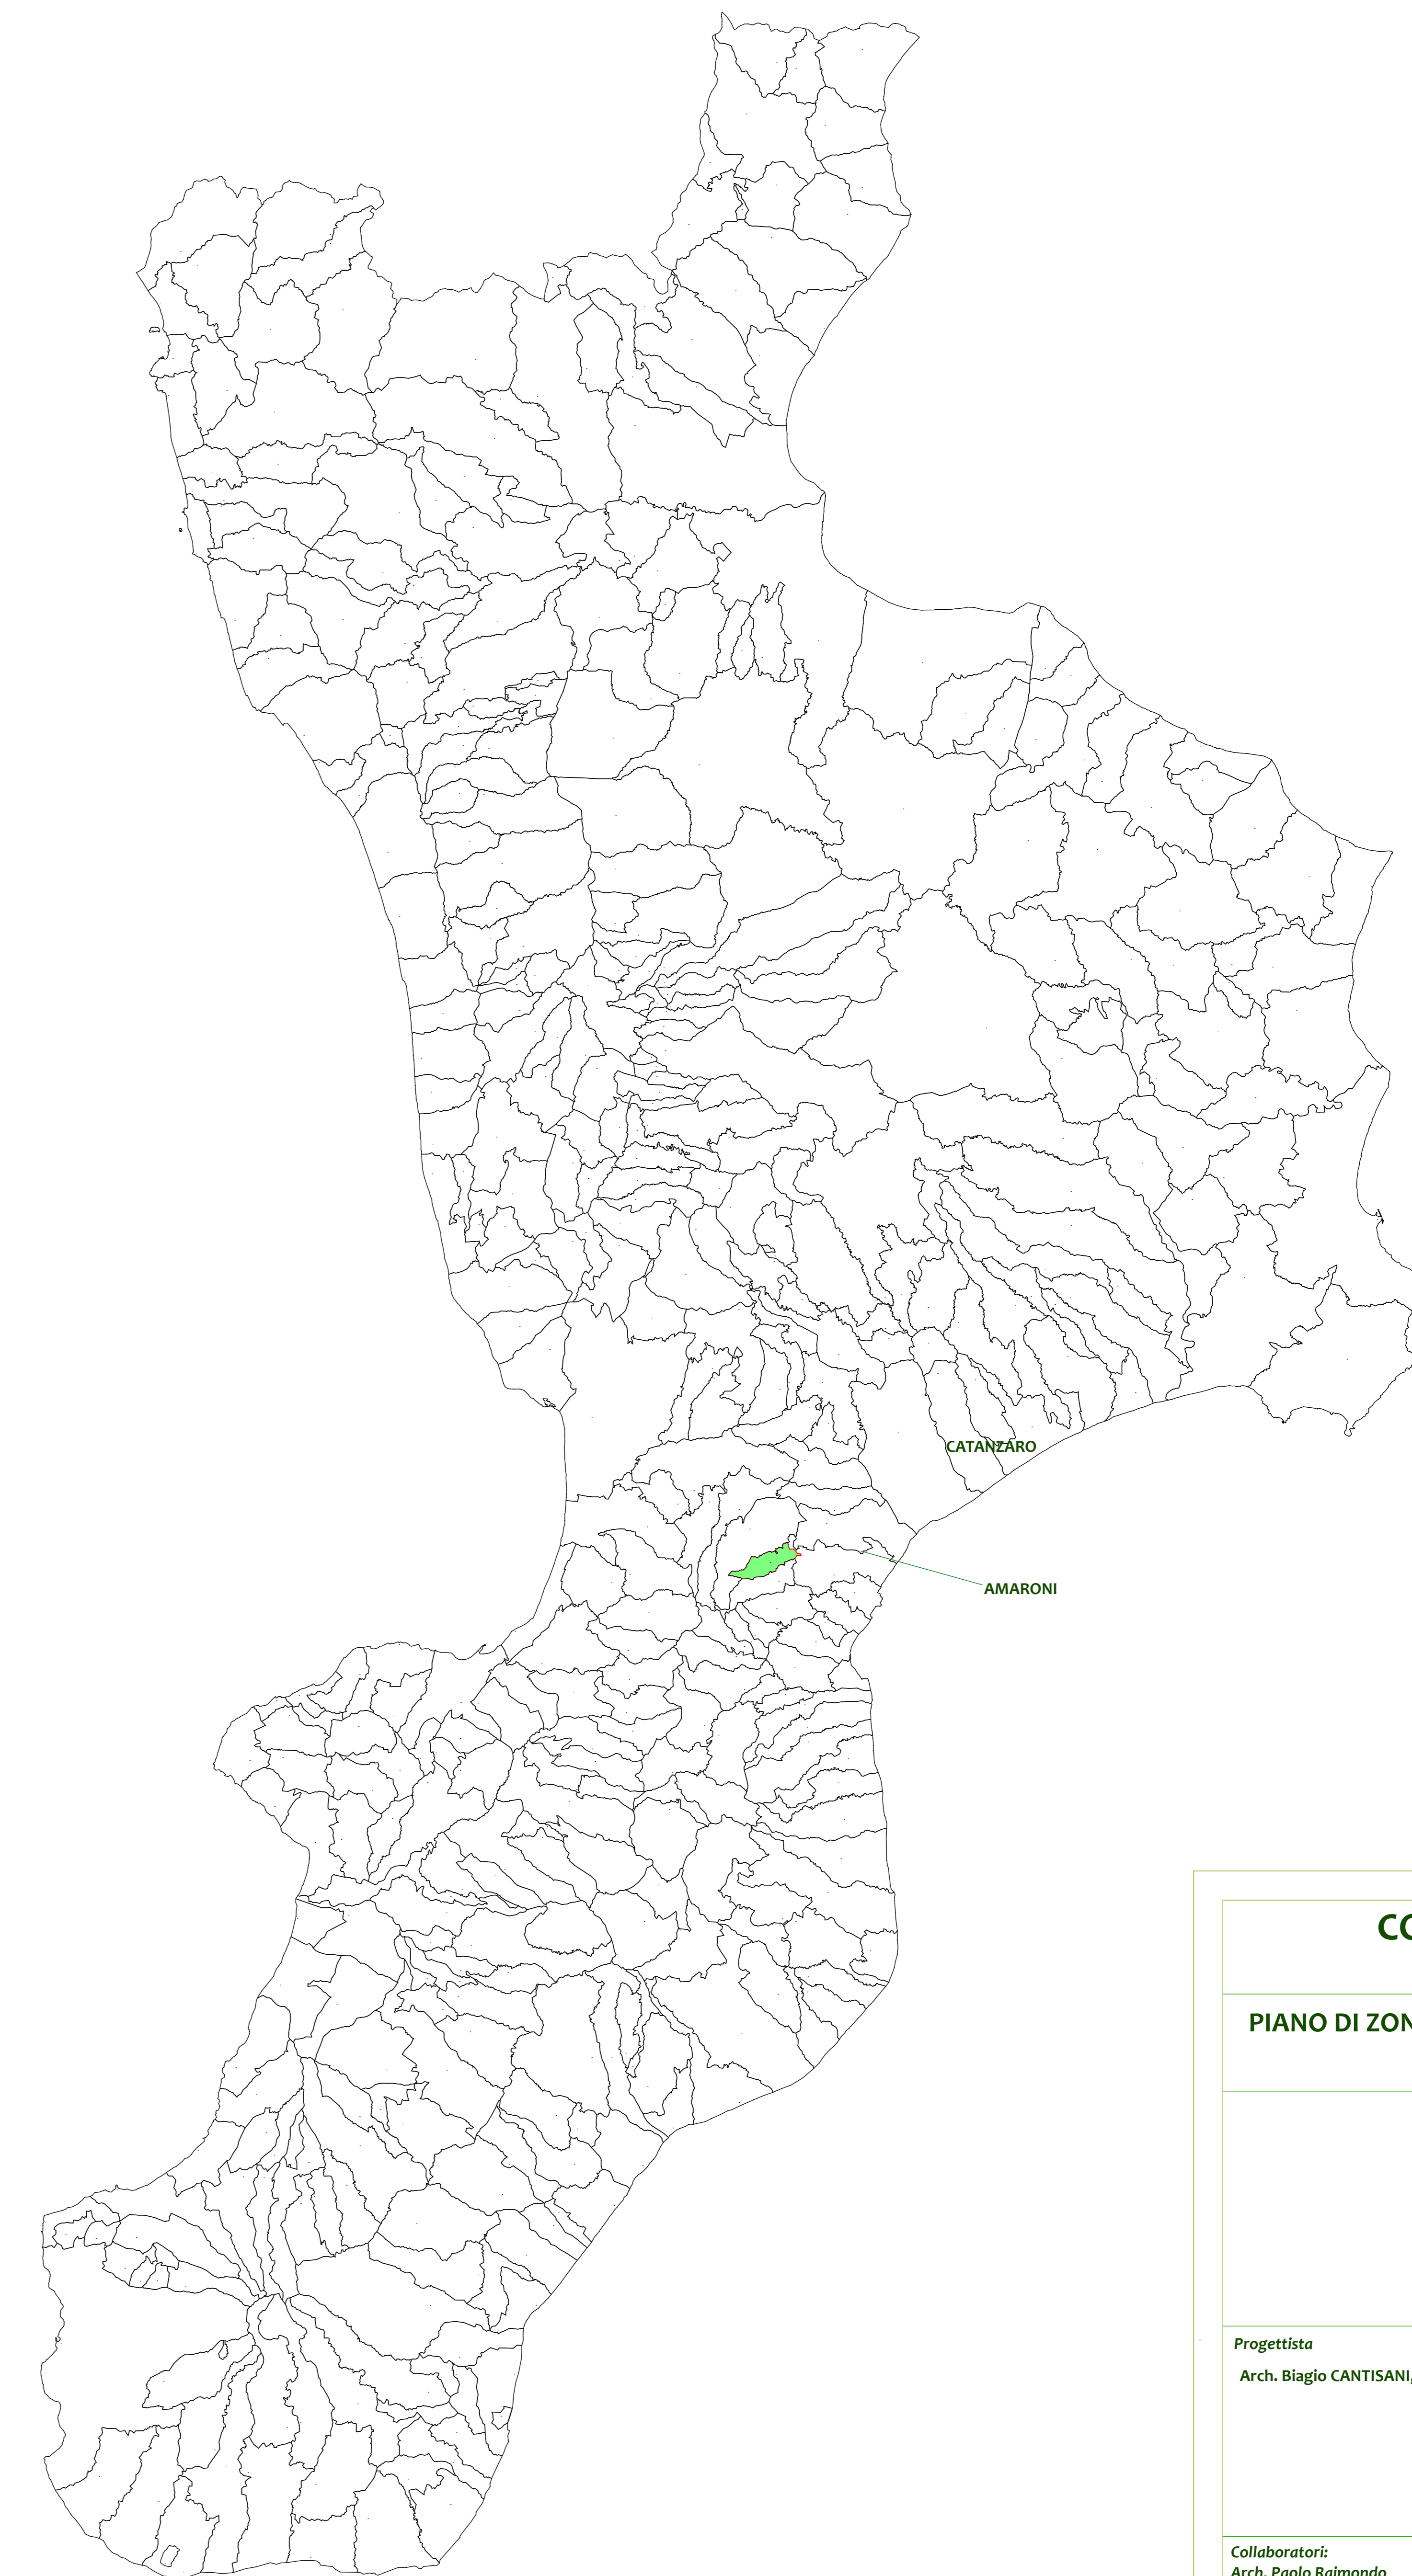 CATANZARO
AMARONI
CO
PIANO DI ZON
Progettista
Arch. Biagio CANTISANI,
Collaboratori:
Arch. Paolo Raimondo